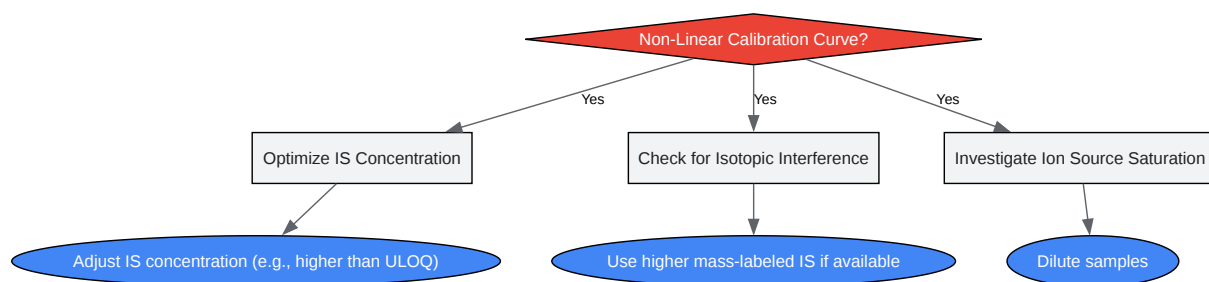 Non-Linear Calibration Curve?
Yes
Yes
Yes
Optimize IS Concentration
Check for Isotopic Interference
Investigate Ion Source Saturation
Adjust IS concentration (e.g., higher than ULOQ)
Use higher mass-labeled IS if available
Dilute samples